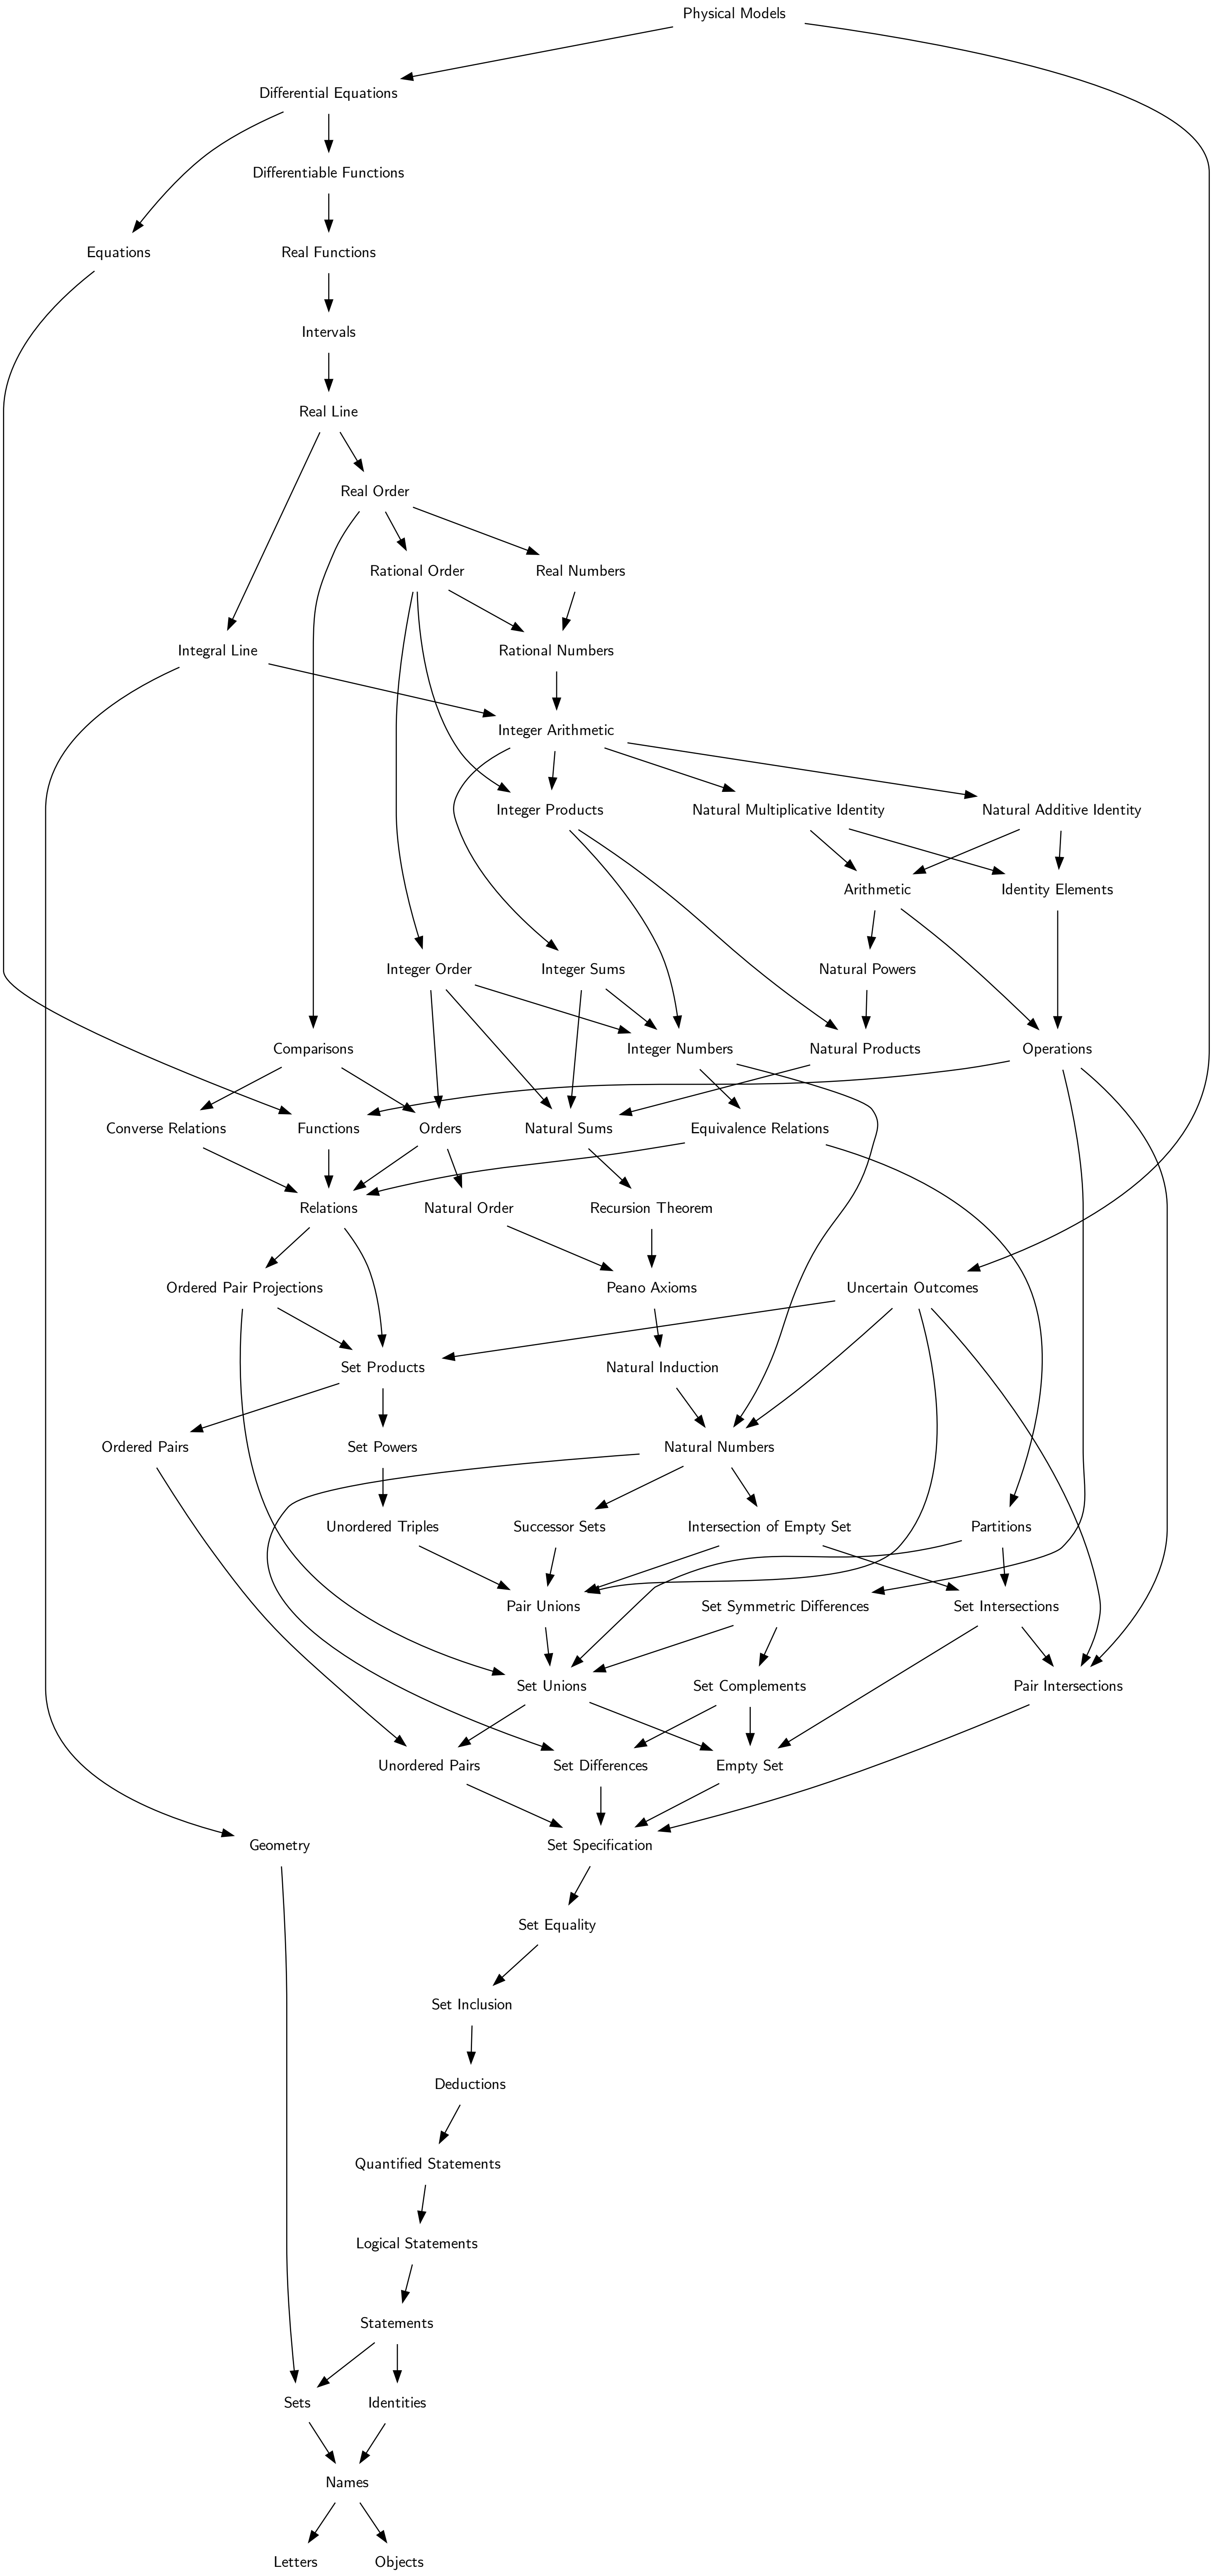 Physical Models
Differential Equations
Differentiable Functions
Equations
Real Functions
Intervals
Real Line
Real Order
Rational Order
Real Numbers
Integral Line
Rational Numbers
Integer Arithmetic
Integer Products
Natural Multiplicative Identity
Natural Additive Identity
Arithmetic
Identity Elements
Integer Order
Integer Sums
Natural Powers
Comparisons
Integer Numbers
Natural Products
Operations
Converse Relations
Functions
Orders
Natural Sums
Equivalence Relations
Relations
Natural Order
Recursion Theorem
Ordered Pair Projections
Peano Axioms
Uncertain Outcomes
Set Products
Natural Induction
Ordered Pairs
Set Powers
Natural Numbers
Unordered Triples
Successor Sets
Intersection of Empty Set
Partitions
Pair Unions
Set Symmetric Differences
Set Intersections
Set Unions
Set Complements
Pair Intersections
Unordered Pairs
Set Differences
Empty Set
Geometry
Set Specification
Set Equality
Set Inclusion
Deductions
Quantified Statements
Logical Statements
Statements
Sets
Identities
Names
Letters
Objects